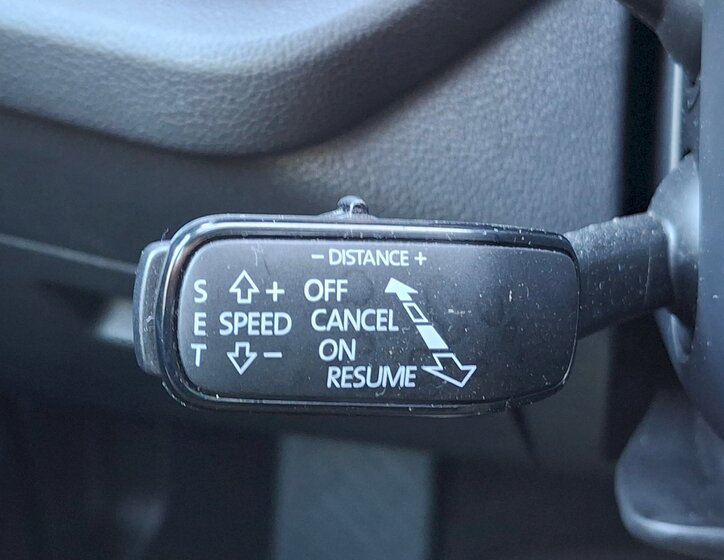 – DISTANCE +
S + OFF
E SPEED CANCEL
T – ON
RESUME